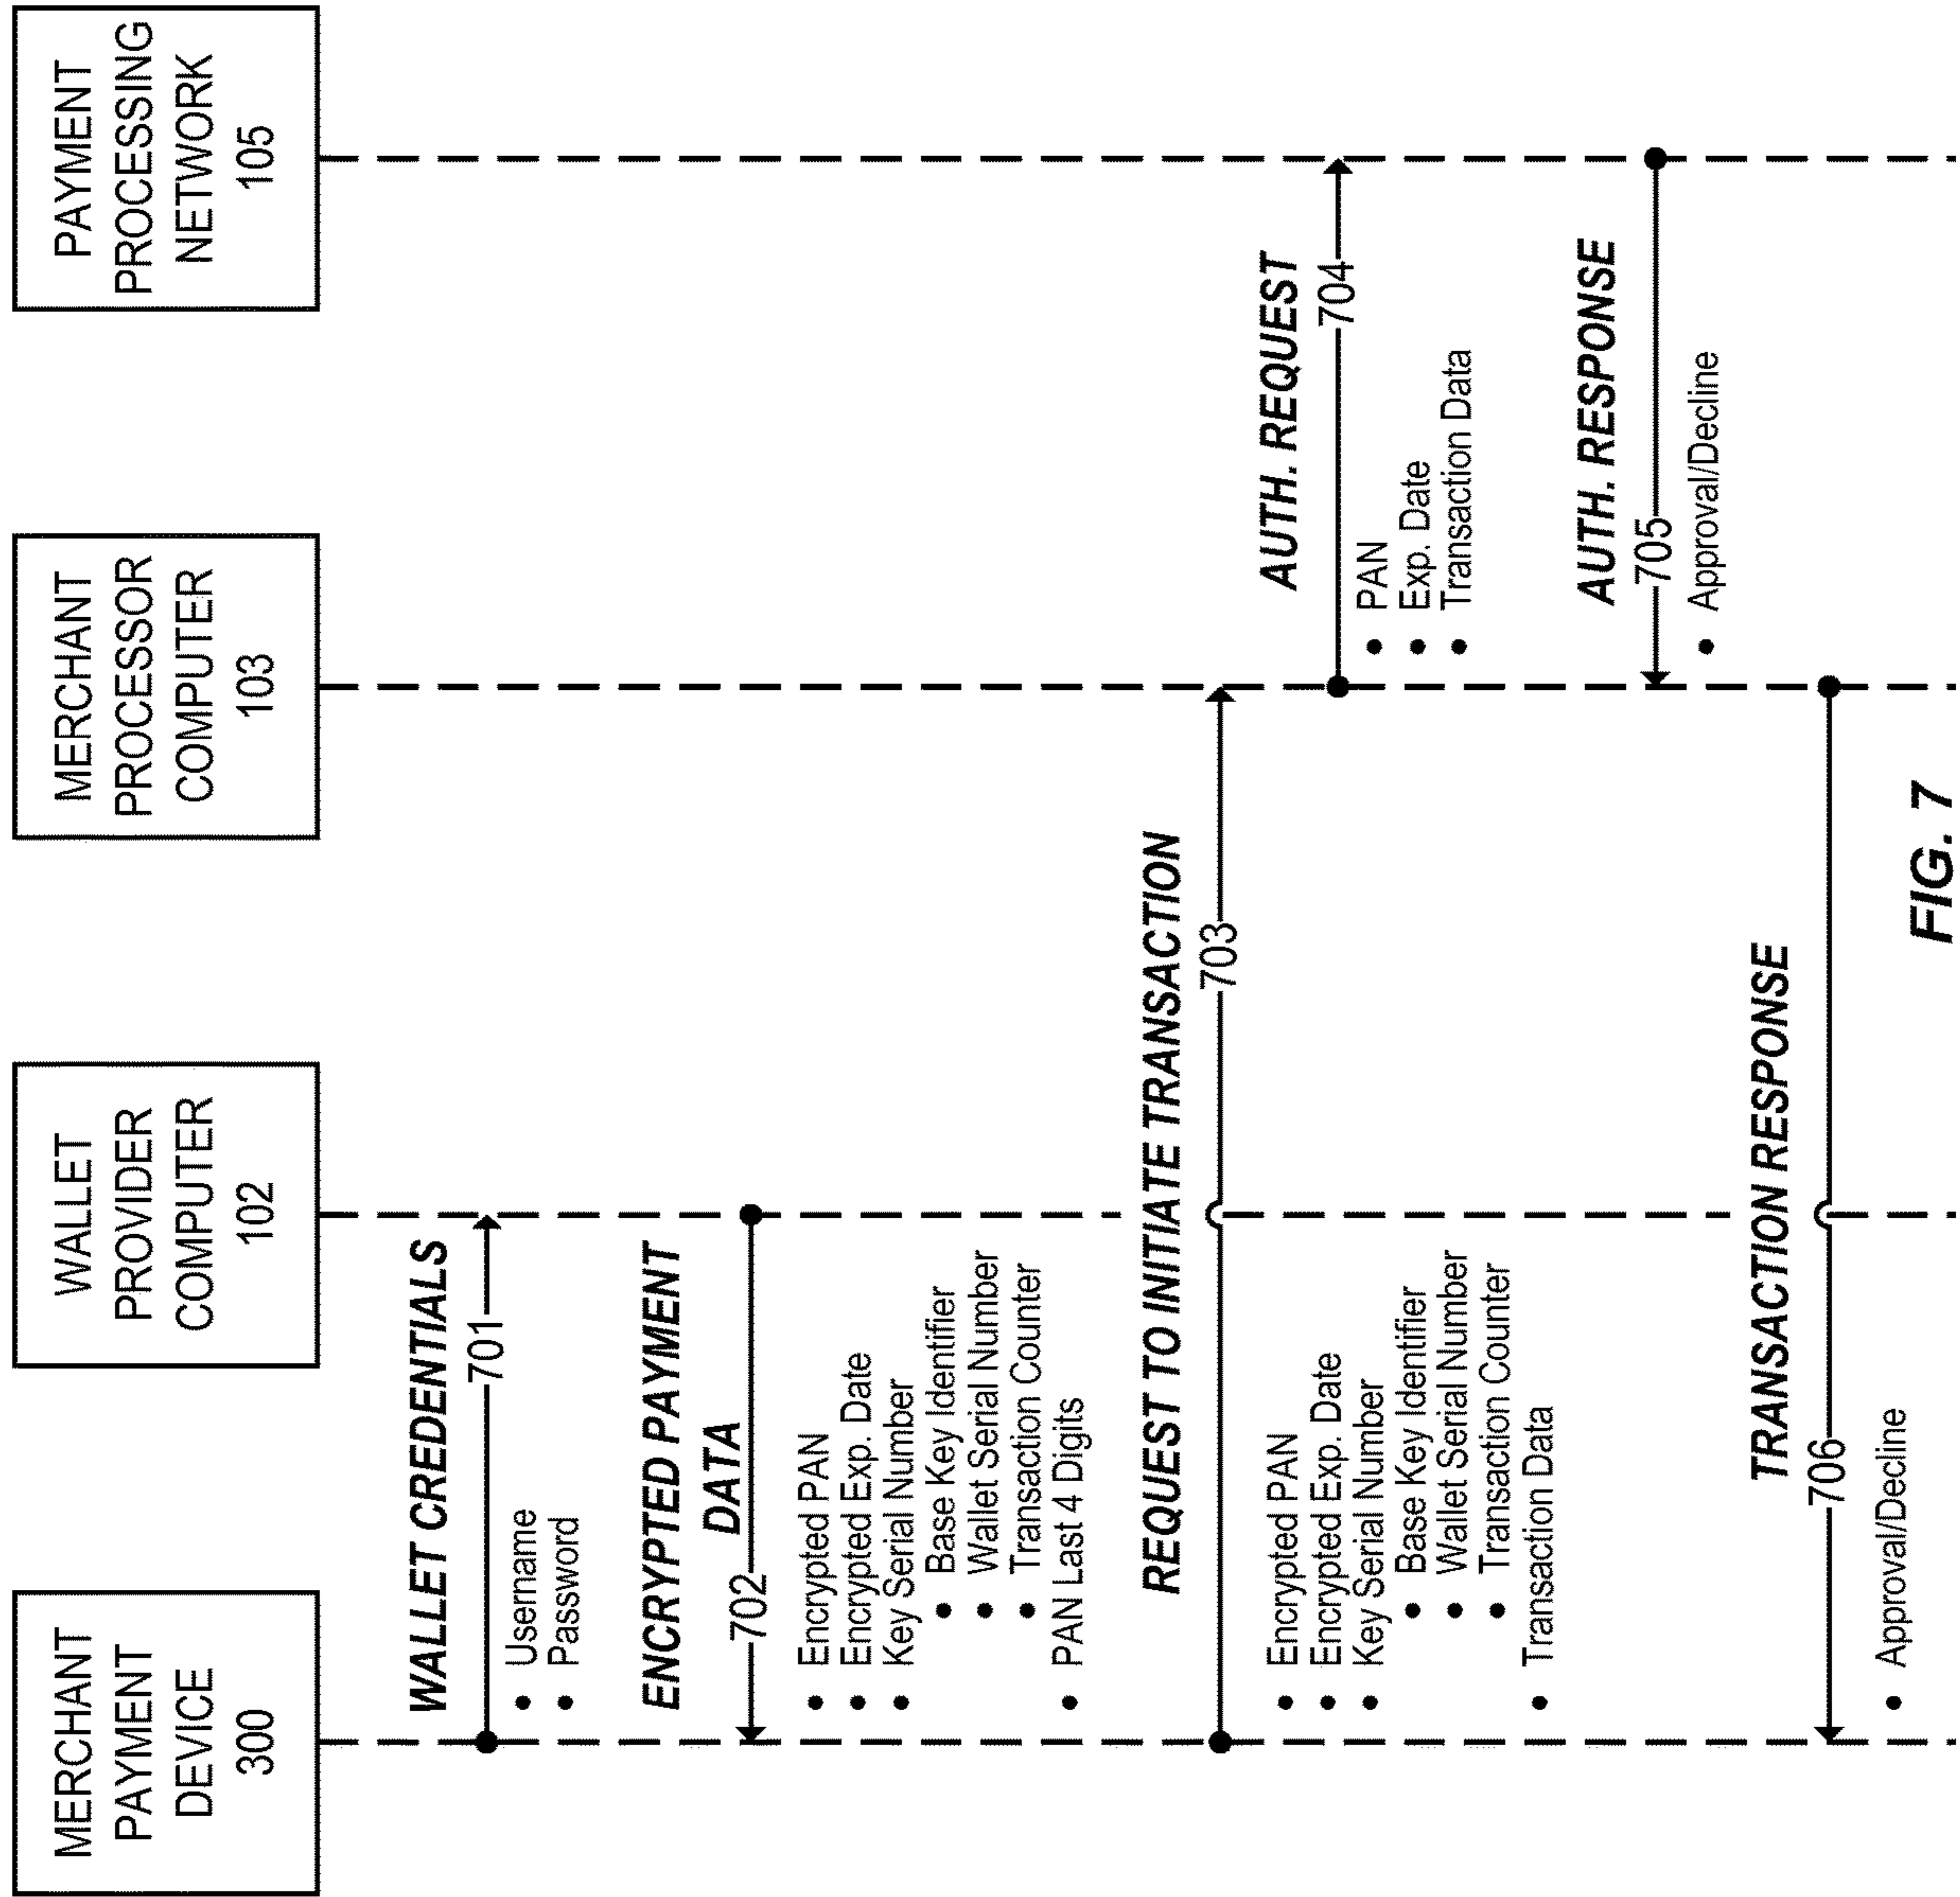 MERCHANT
PAYMENT
DEVICE
300
WALLET
PROVIDER
COMPUTER
102
MERCHANT
PROCESSOR
COMPUTER
103
PAYMENT
PROCESSING
NETWORK
105
WALLET CREDENTIALS
701
• Username
• Password
ENCRYPTED PAYMENT
DATA
702
• Encrypted PAN
• Encrypted Exp. Date
• Key Serial Number
• Base Key Identifier
• Wallet Serial Number
• Transaction Counter
• PAN Last 4 Digits
REQUEST TO INITIATE TRANSACTION
703
• Encrypted PAN
• Encrypted Exp. Date
• Key Serial Number
• Base Key Identifier
• Wallet Serial Number
• Transaction Counter
• Transaction Data
AUTH. REQUEST
704
• PAN
• Exp. Date
• Transaction Data
AUTH. RESPONSE
705
• Approval/Decline
TRANSACTION RESPONSE
706
• Approval/Decline
FIG. 7